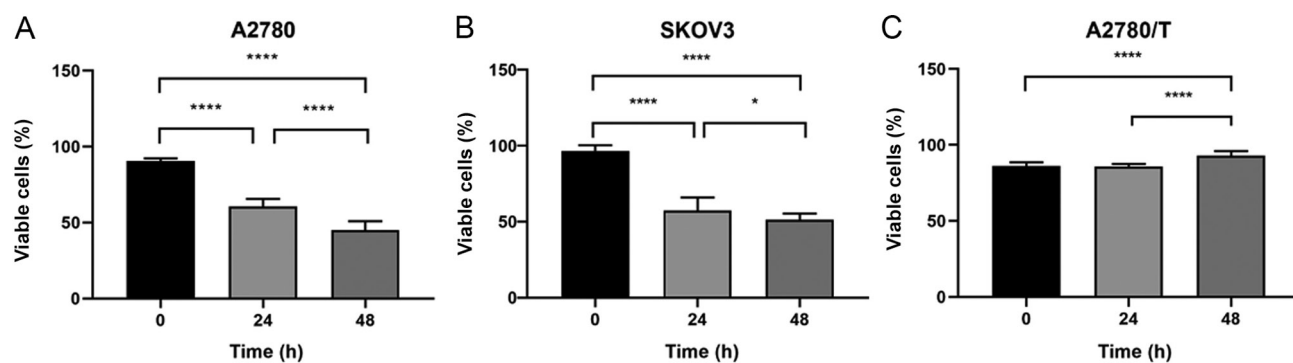 A
A2780
Viable cells (%)
150
100
50
0
****
****
****
0
24
48
Time (h)
B
SKOV3
Viable cells (%)
150
100
50
0
****
****
*
0
24
48
Time (h)
C
A2780/T
Viable cells (%)
150
100
50
0
****
****
0
24
48
Time (h)